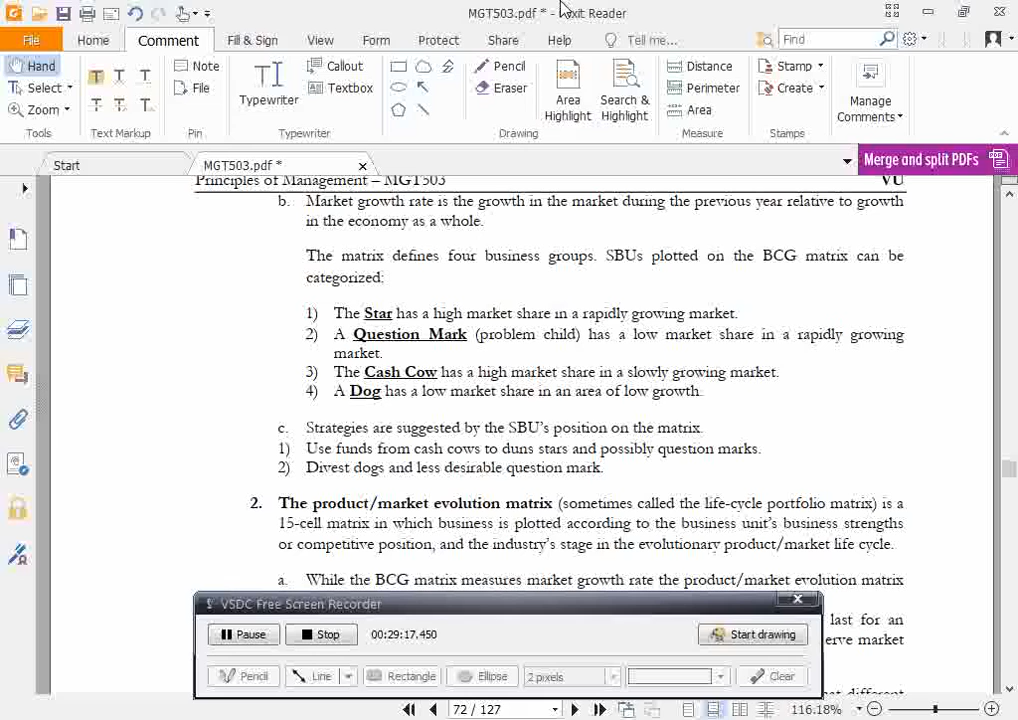 MGT503.pdf * - Foxit Reader
File Home Comment Fill & Sign View Form Protect Share Help Tell me... Find
Hand Note Callout Pencil Distance Stamp
Select File Typewriter Textbox Eraser Area Highlight Search & Highlight Perimeter Create Manage Comments
Zoom Area
Tools Text Markup Pin Typewriter Drawing Measure Stamps
Start MGT503.pdf * Merge and split PDFs
Principles of Management – MGT503 VU
b. Market growth rate is the growth in the market during the previous year relative to growth
in the economy as a whole.
The matrix defines four business groups. SBUs plotted on the BCG matrix can be
categorized:
1) The Star has a high market share in a rapidly growing market.
2) A Question Mark (problem child) has a low market share in a rapidly growing
market.
3) The Cash Cow has a high market share in a slowly growing market.
4) A Dog has a low market share in an area of low growth.
c. Strategies are suggested by the SBU's position on the matrix.
1) Use funds from cash cows to duns stars and possibly question marks.
2) Divest dogs and less desirable question mark.
2. The product/market evolution matrix (sometimes called the life-cycle portfolio matrix) is a
15-cell matrix in which business is plotted according to the business unit's business strengths
or competitive position, and the industry's stage in the evolutionary product/market life cycle.
a. While the BCG matrix measures market growth rate the product/market evolution matrix
VSDC Free Screen Recorder
last for an
Pause Stop 00:29:17.450 Start drawing
erve market
Pencil Line Rectangle Ellipse 2 pixels Clear
different
72 / 127 116.18%